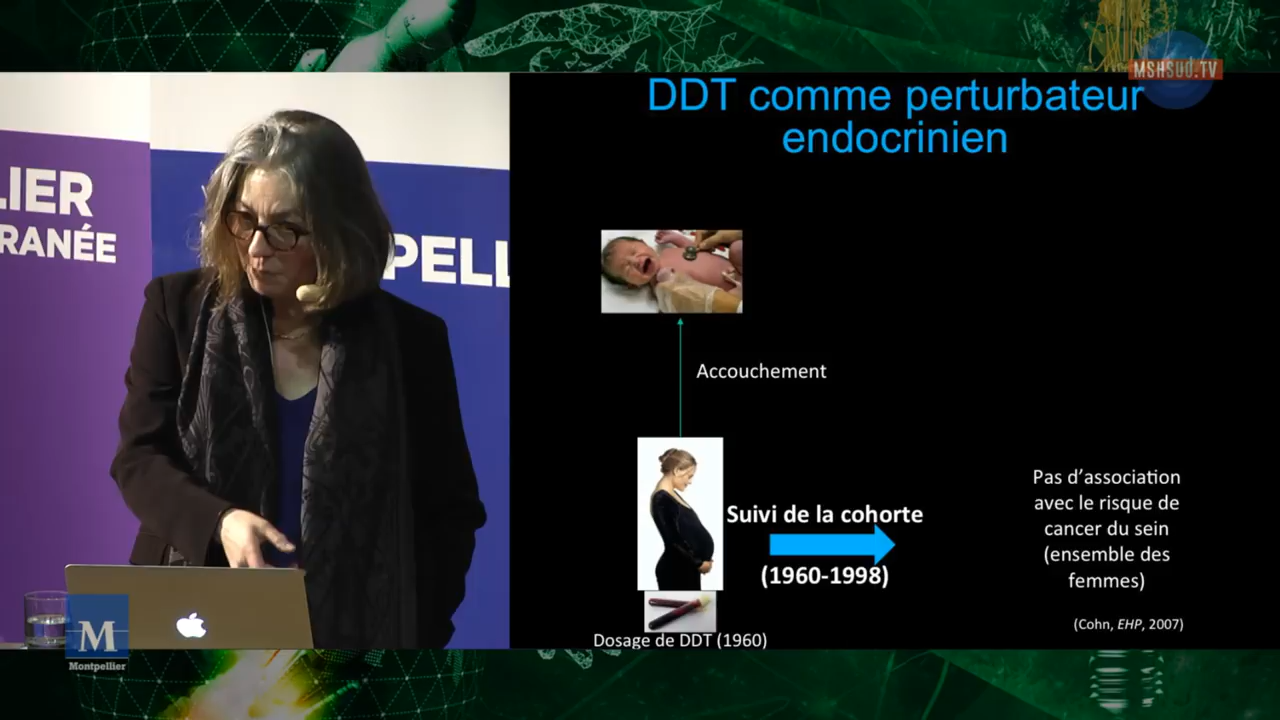 MSHSUD.TV
DDT comme perturbateur
endocrinien
LIER
RANÉE
PELL
Accouchement
Suivi de la cohorte
(1960-1998)
Dosage de DDT (1960)
Pas d'association
avec le risque de
cancer du sein
(ensemble des
femmes)
(Cohn, EHP, 2007)
M
Montpellier